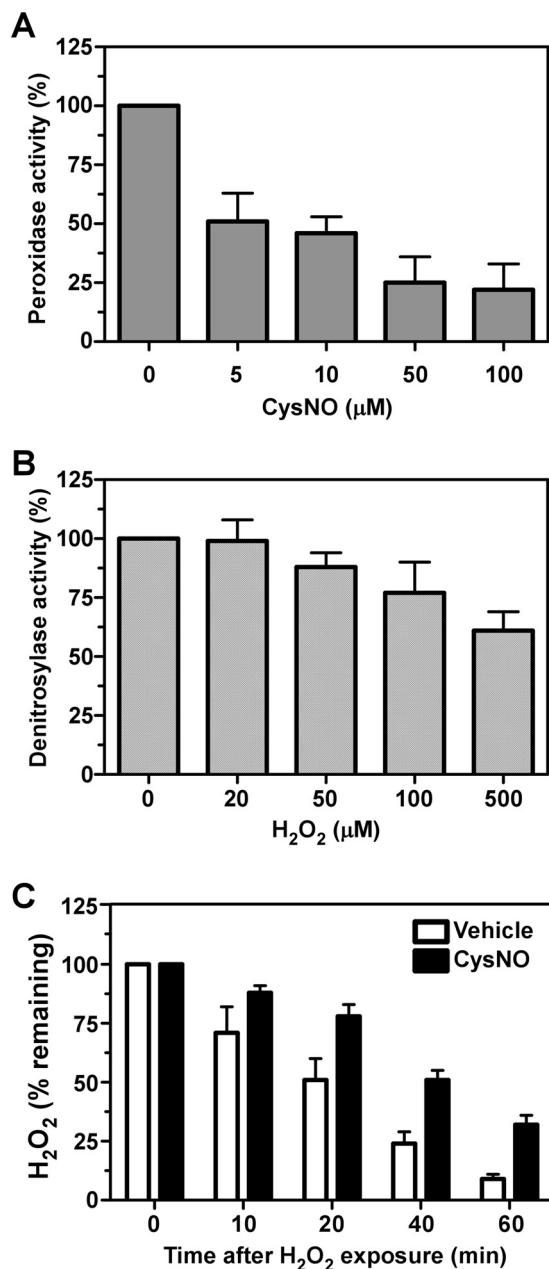 A
Peroxidase activity (%)
125
100
75
50
25
0
0 5 10 50 100
CysNO (μM)
B
Denitrosylase activity (%)
125
100
75
50
25
0
0 20 50 100 500
H₂O₂ (μM)
C
H₂O₂ (% remaining)
125
100
75
50
25
0
Vehicle
CysNO
0 10 20 40 60
Time after H₂O₂ exposure (min)